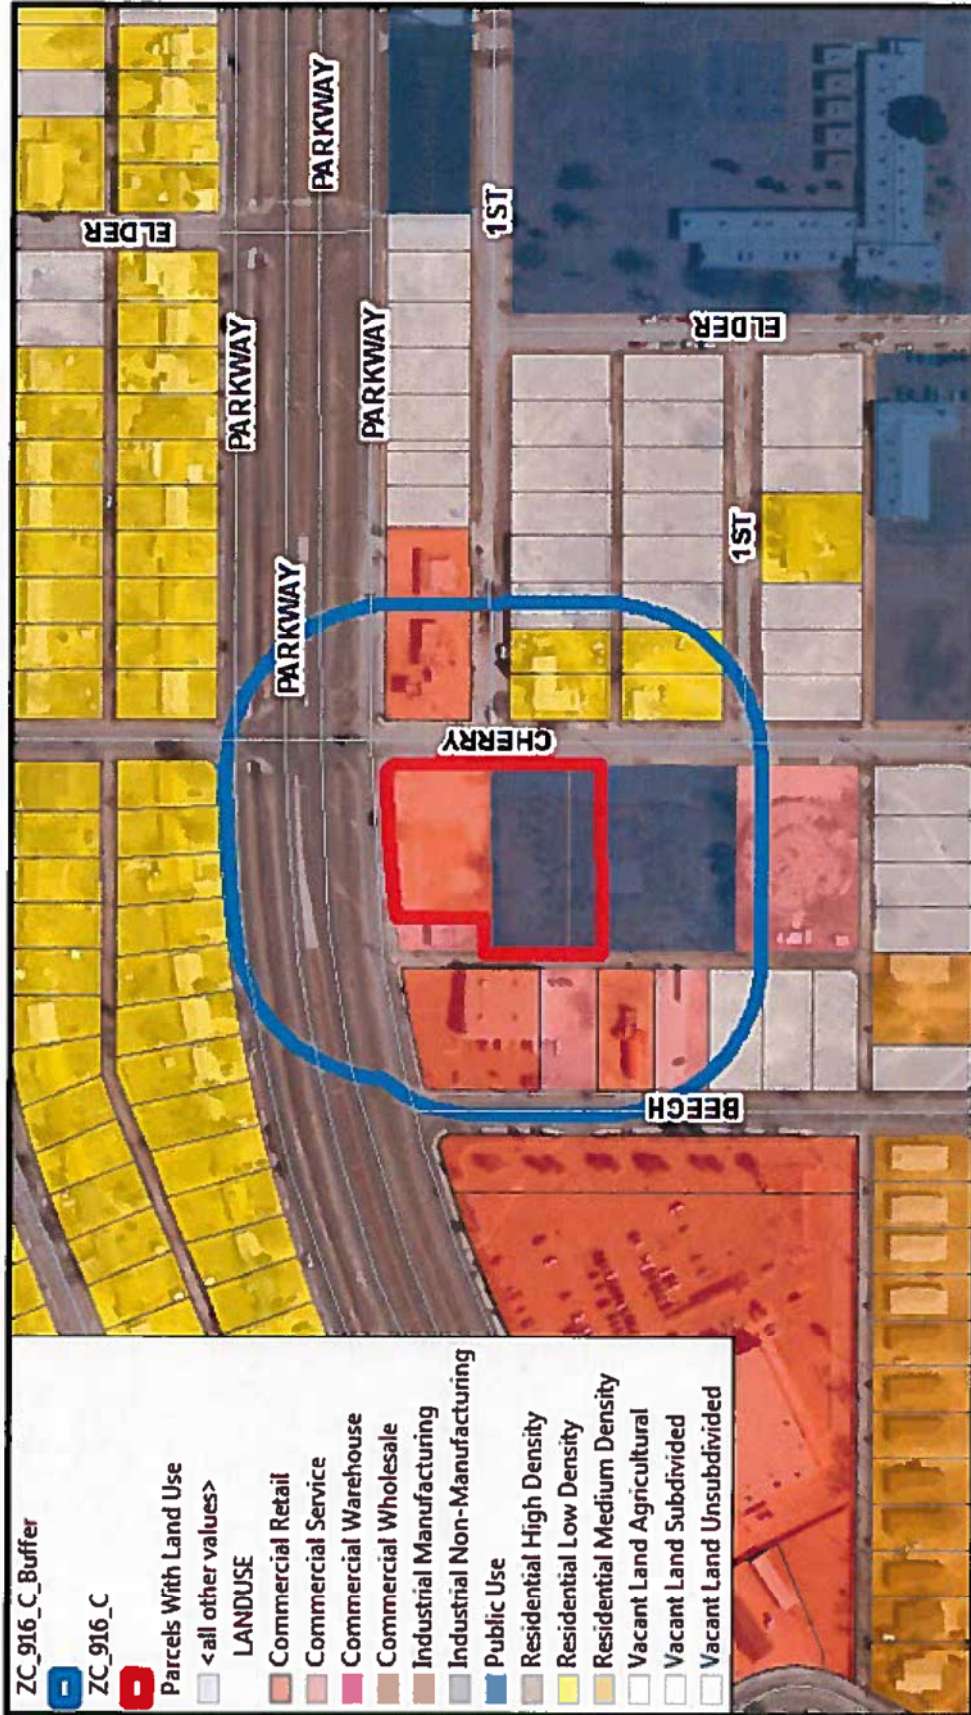 ZC_916_C_Buffer
ZC_916_C
Parcels With Land Use
<all other values>
LANDUSE
Commercial Retail
Commercial Service
Commercial Warehouse
Commercial Wholesale
Industrial Manufacturing
Industrial Non-Manufacturing
Public Use
Residential High Density
Residential Low Density
Residential Medium Density
Vacant Land Agricultural
Vacant Land Subdivided
Vacant Land Unsubdivided
ELDER
PARKWAY
PARKWAY
PARKWAY
PARKWAY
1ST
ELDER
1ST
CHERRY
BEECH